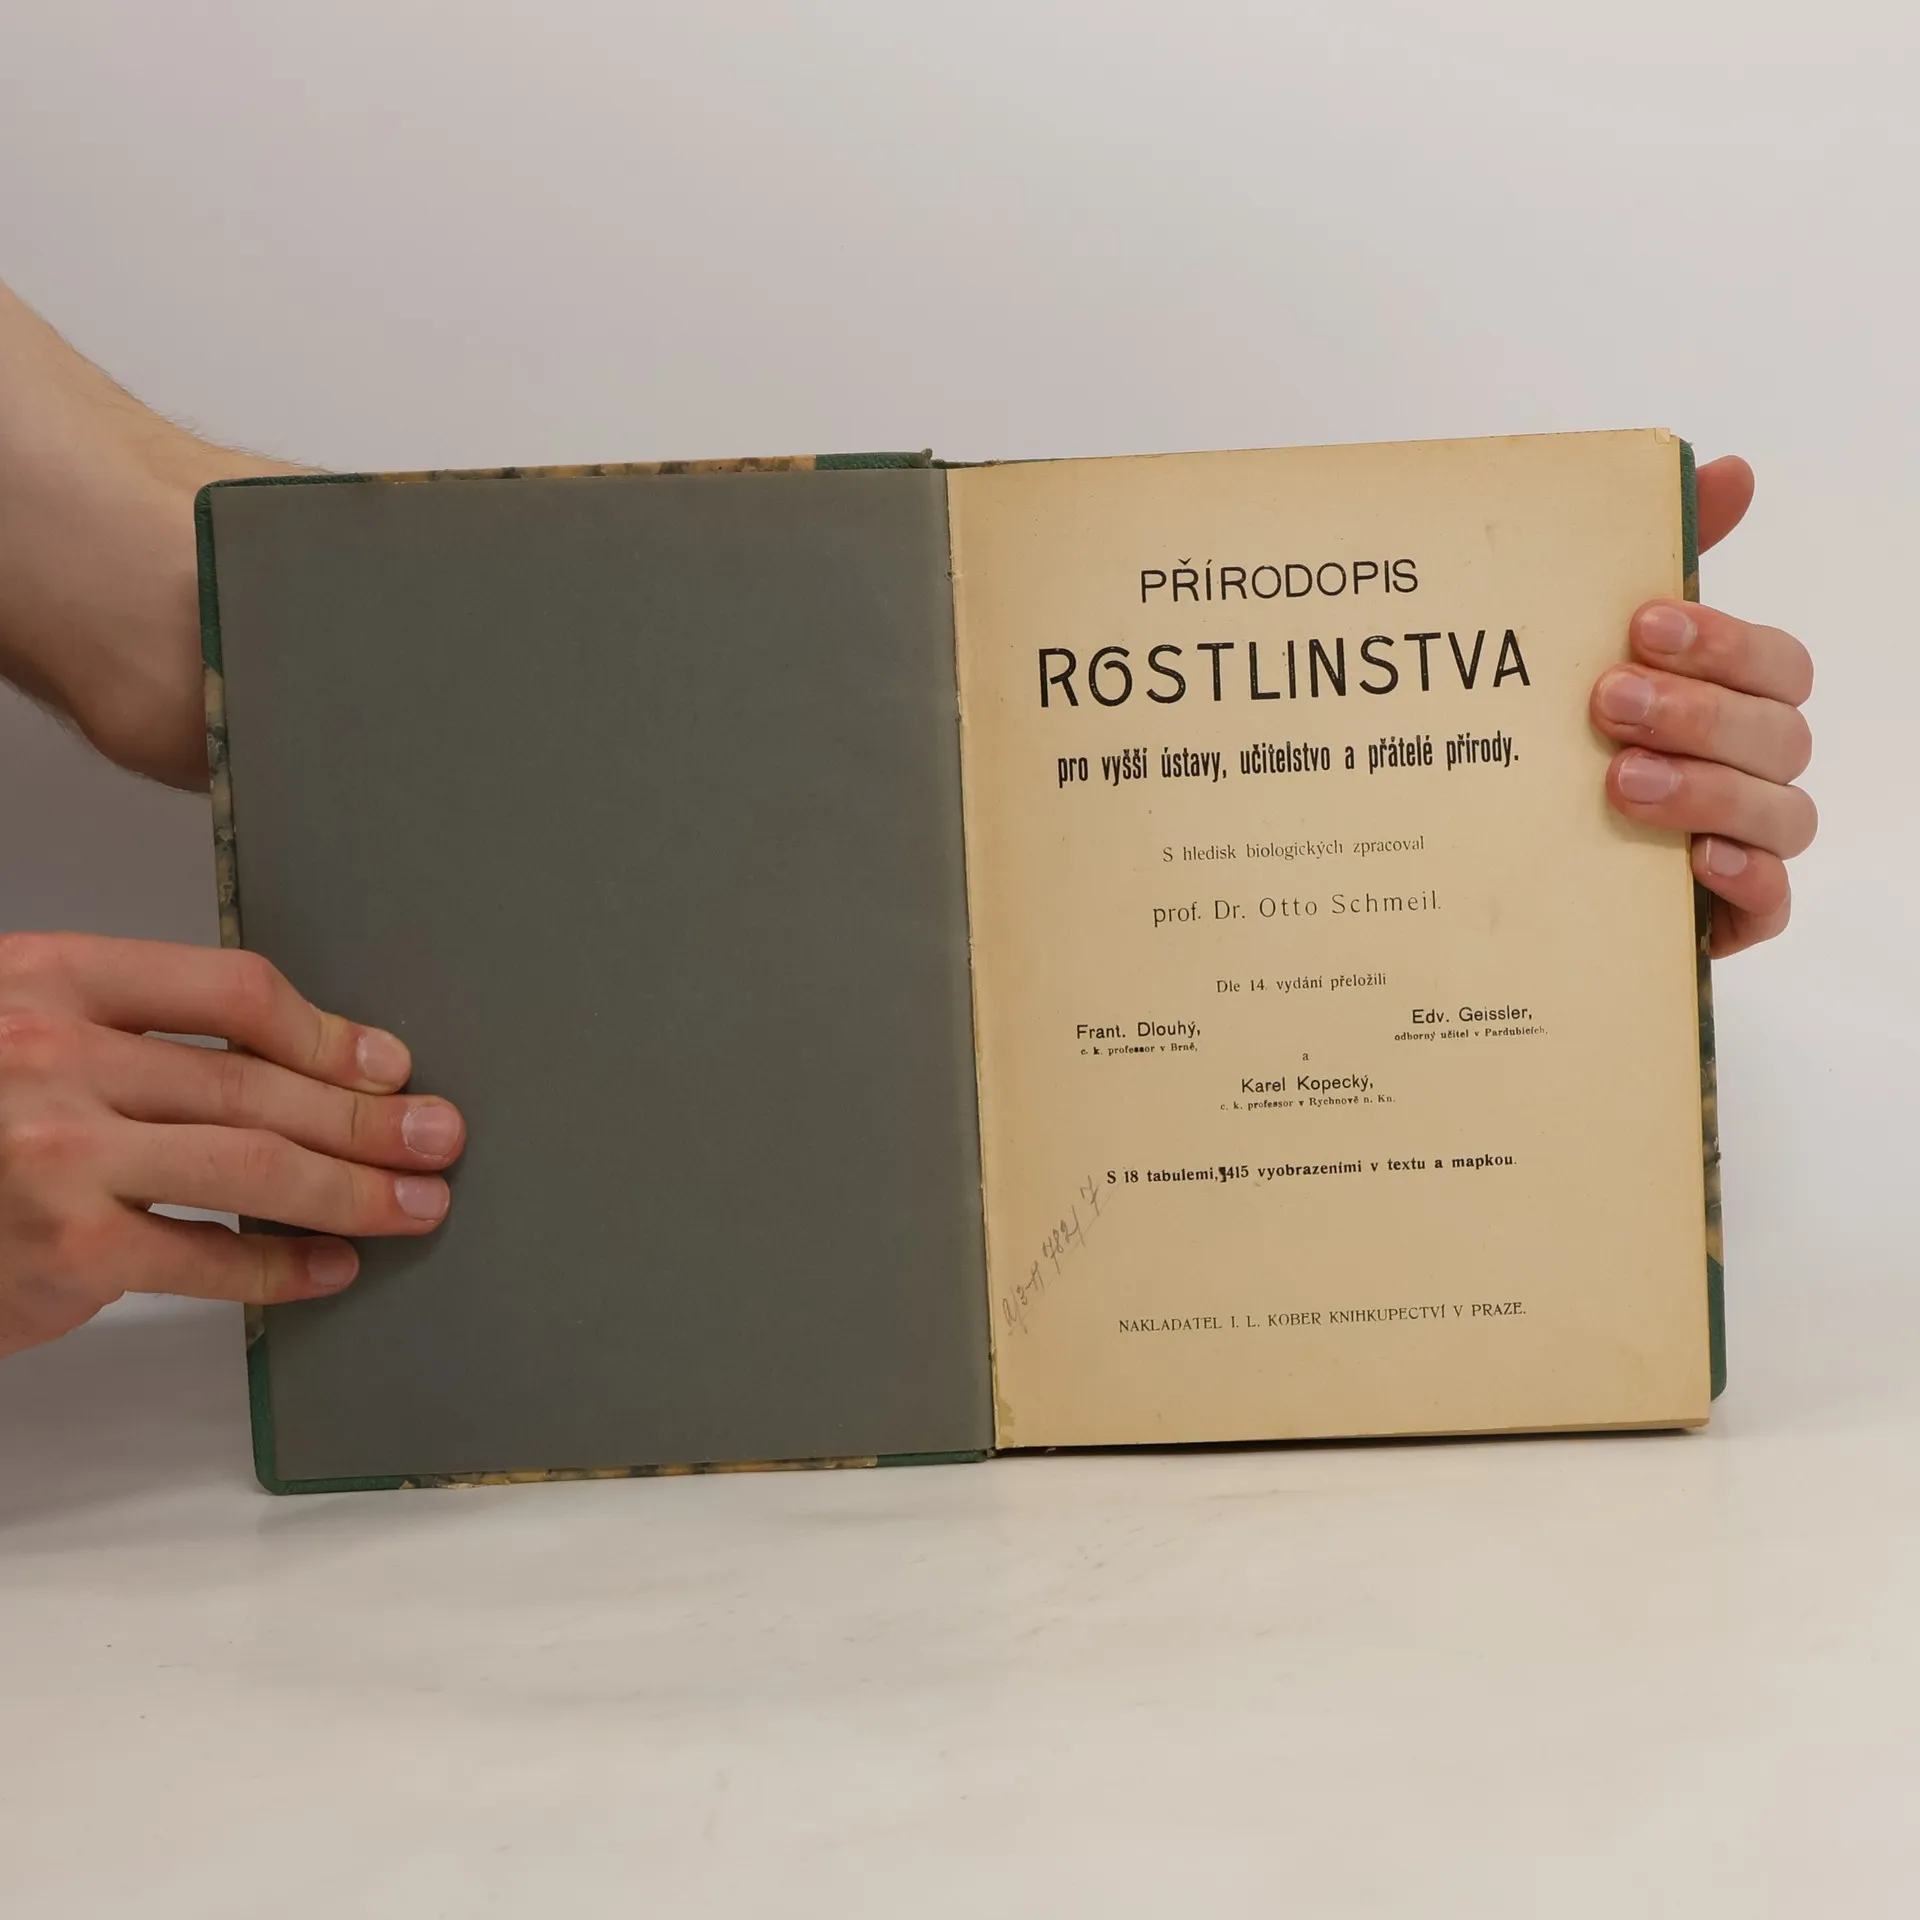 PŘÍRODOPIS
ROSTLINSTVA
pro vyšší ústavy, učitelstvo a přátelé přírody.
S hledisk biologických zpracoval
prof. Dr. Otto Schmeil.
Dle 14. vydání přeložili
Frant. Dlouhý,
c. k. professor v Brně,
Edv. Geissler,
odborný učitel v Pardubicích,
a
Karel Kopecký,
c. k. professor v Rychnově n. Kn.
S 18 tabulemi, 415 vyobrazeními v textu a mapkou.
NAKLADATEL I. L. KOBER KNIHKUPECTVÍ V PRAZE.